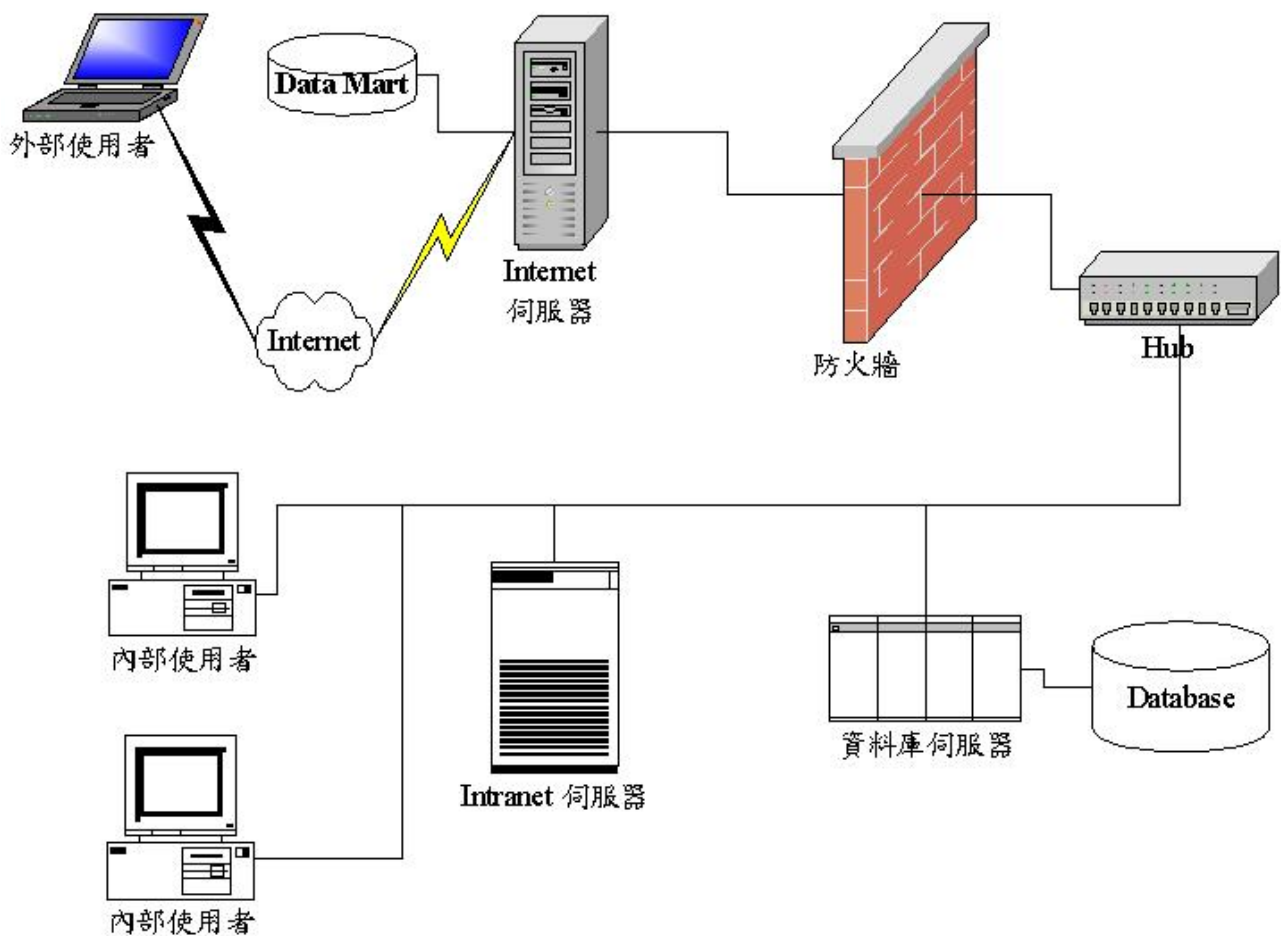 Data Mart
外部使用者
Internet
伺服器
Internet
防火牆
Hub
內部使用者
Intranet 伺服器
資料庫伺服器
Database
內部使用者